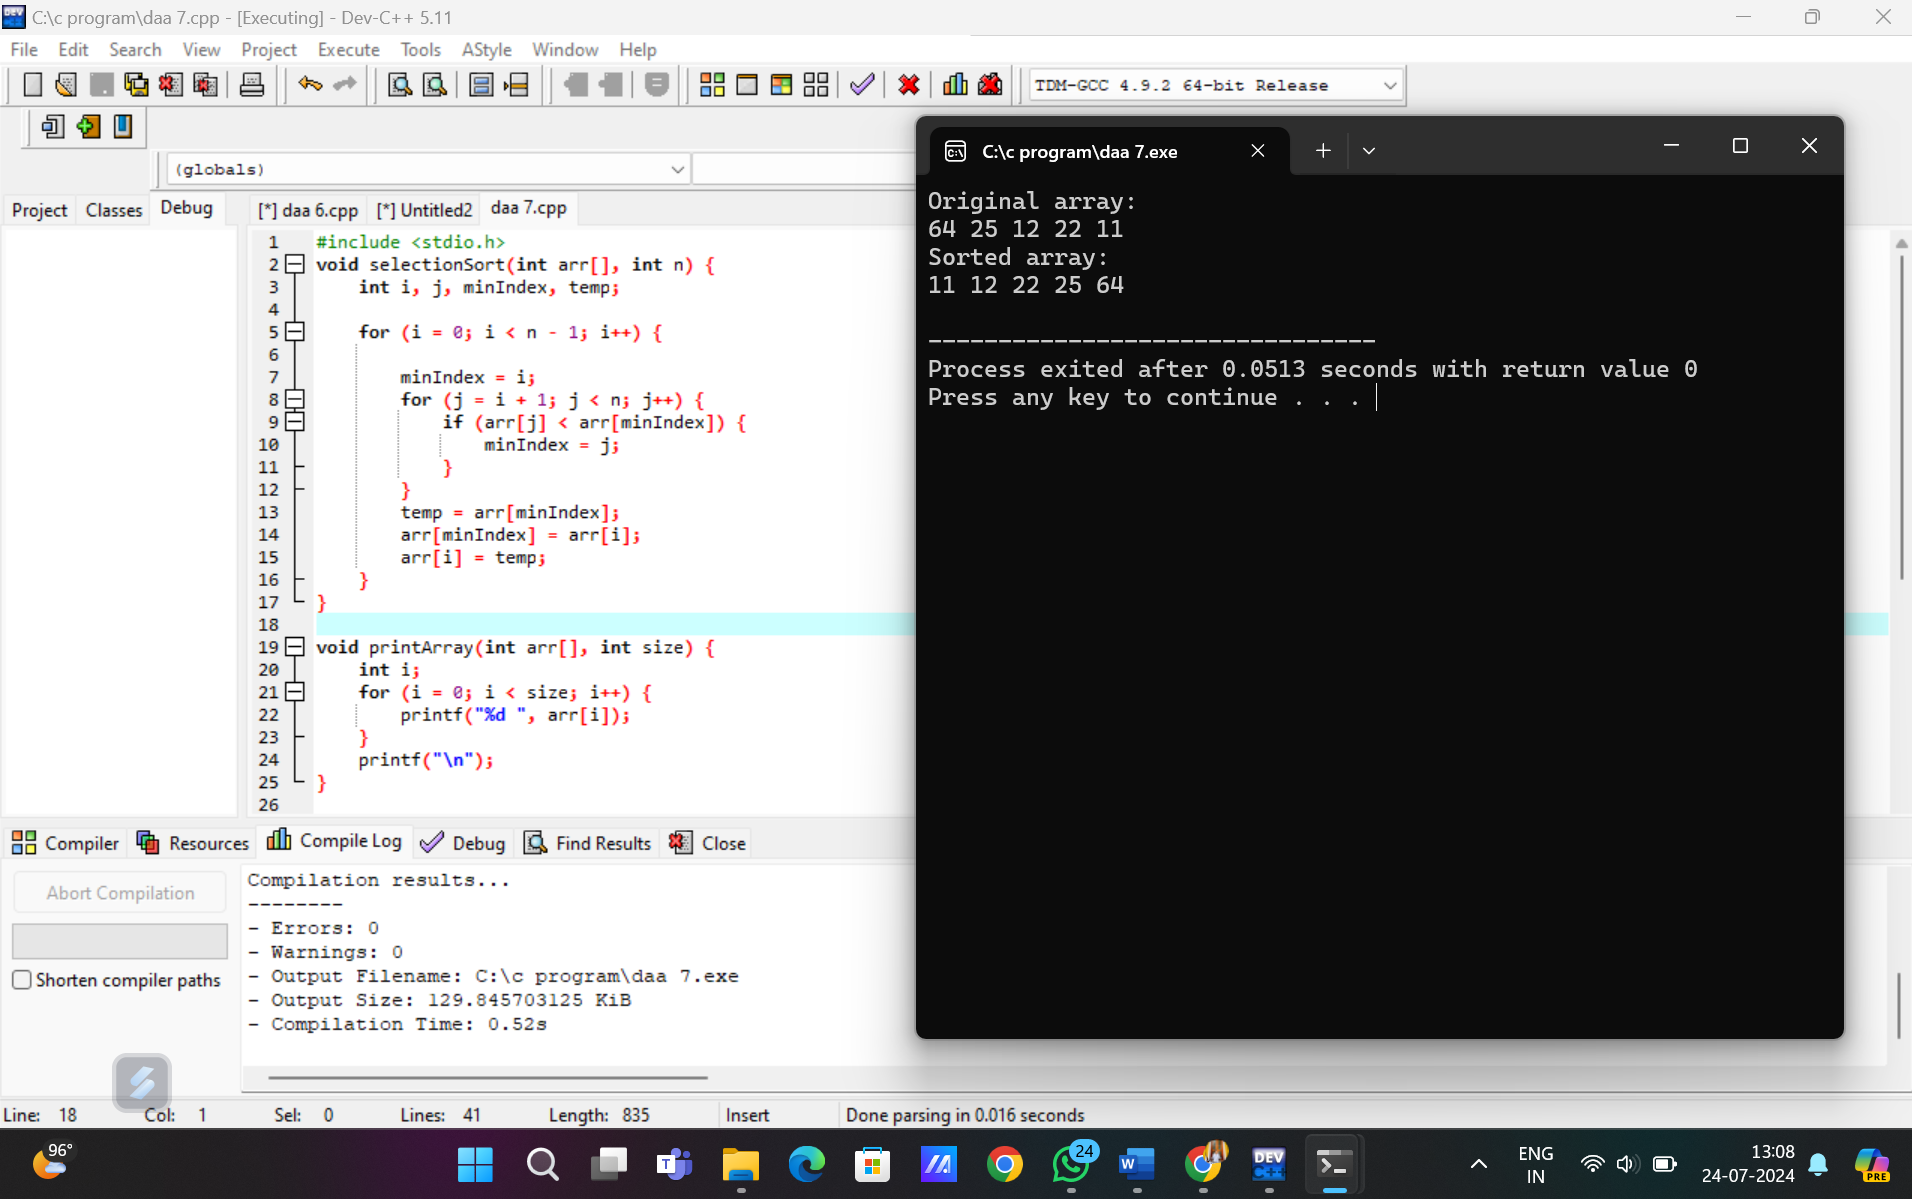 C:\c program\daa 7.cpp - [Executing] - Dev-C++ 5.11
File Edit Search View Project Execute Tools AStyle Window Help
TDM-GCC 4.9.2 64-bit Release
(globals)
Project Classes Debug
[*] daa 6.cpp [*] Untitled2 daa 7.cpp
1 #include <stdio.h>
2 void selectionSort(int arr[], int n) {
3 int i, j, minIndex, temp;
4
5 for (i = 0; i < n - 1; i++) {
6
7 minIndex = i;
8 for (j = i + 1; j < n; j++) {
9 if (arr[j] < arr[minIndex]) {
10 minIndex = j;
11 }
12 }
13 temp = arr[minIndex];
14 arr[minIndex] = arr[i];
15 arr[i] = temp;
16 }
17 }
18
19 void printArray(int arr[], int size) {
20 int i;
21 for (i = 0; i < size; i++) {
22 printf("%d ", arr[i]);
23 }
24 printf("\n");
25 }
26
C:\c program\daa 7.exe
Original array:
64 25 12 22 11
Sorted array:
11 12 22 25 64
--------------------------------
Process exited after 0.0513 seconds with return value 0
Press any key to continue . . .
Compiler Resources Compile Log Debug Find Results Close
Abort Compilation
Shorten compiler paths
Compilation results...
--------
- Errors: 0
- Warnings: 0
- Output Filename: C:\c program\daa 7.exe
- Output Size: 129.845703125 KiB
- Compilation Time: 0.52s
Line: 18 Col: 1 Sel: 0 Lines: 41 Length: 835 Insert Done parsing in 0.016 seconds
96°
24
DEV
C++
ENG
IN
13:08
24-07-2024
PRE